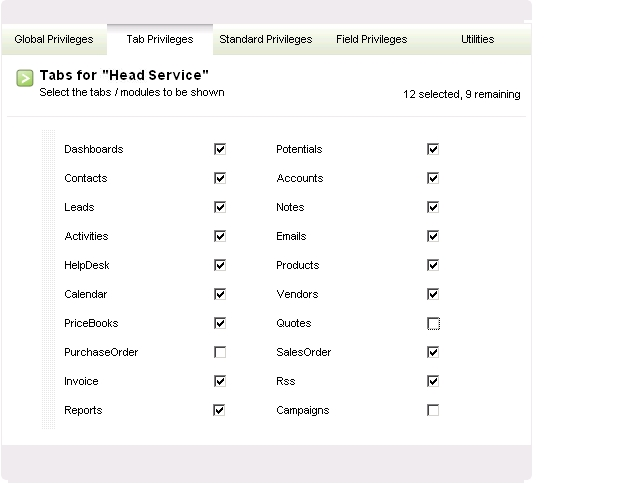 Global Privileges Tab Privileges Standard Privileges Field Privileges Utilities
Tabs for "Head Service"
Select the tabs / modules to be shown
12 selected, 9 remaining
Dashboards Potentials
Contacts Accounts
Leads Notes
Activities Emails
HelpDesk Products
Calendar Vendors
PriceBooks Quotes
PurchaseOrder SalesOrder
Invoice Rss
Reports Campaigns